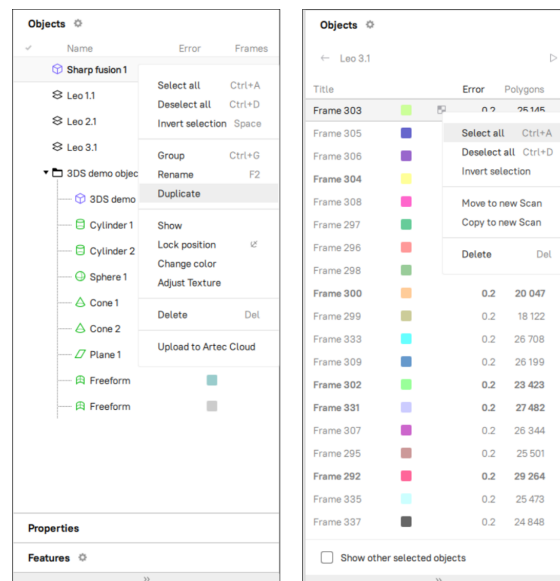 Objects
Name Error Frames
Sharp fusion 1
Leo 1.1
Leo 2.1
Leo 3.1
3DS demo objec
3DS demo
Cylinder 1
Cylinder 2
Sphere 1
Cone 1
Cone 2
Plane 1
Freeform
Freeform
Select all Ctrl+A
Deselect all Ctrl+D
Invert selection Space
Group Ctrl+G
Rename F2
Duplicate
Show
Lock position
Change color
Adjust Texture
Delete Del
Upload to Artec Cloud
Properties
Features
Objects
← Leo 3.1
Title Error Polygons
Frame 303 0.2 25 145
Frame 305
Frame 306
Frame 304
Frame 308
Frame 297
Frame 296
Frame 298
Frame 300 0.2 20 047
Frame 299 0.2 18 122
Frame 333 0.2 26 708
Frame 309 0.2 26 199
Frame 302 0.2 23 423
Frame 331 0.2 27 482
Frame 307 0.2 26 344
Frame 295 0.2 25 501
Frame 292 0.2 29 264
Frame 335 0.2 25 473
Frame 337 0.2 24 848
Select all Ctrl+A
Deselect all Ctrl+D
Invert selection
Move to new Scan
Copy to new Scan
Delete Del
Show other selected objects